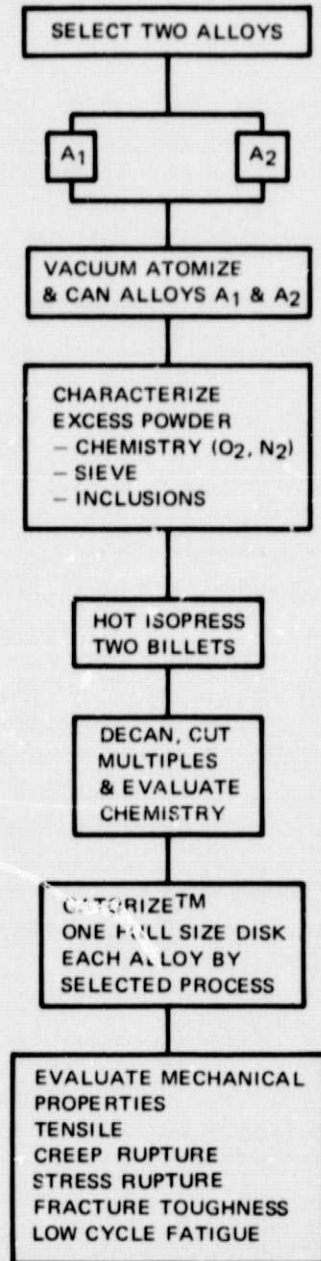 SELECT TWO ALLOYS
A₁ A₂
VACUUM ATOMIZE
& CAN ALLOYS A₁ & A₂
CHARACTERIZE
EXCESS POWDER
– CHEMISTRY (O₂, N₂)
– SIEVE
– INCLUSIONS
HOT ISOPRESS
TWO BILLETS
DECAN, CUT
MULTIPLES
& EVALUATE
CHEMISTRY
GATORIZE™
ONE FULL SIZE DISK
EACH ALLOY BY
SELECTED PROCESS
EVALUATE MECHANICAL
PROPERTIES
TENSILE
CREEP RUPTURE
STRESS RUPTURE
FRACTURE TOUGHNESS
LOW CYCLE FATIGUE